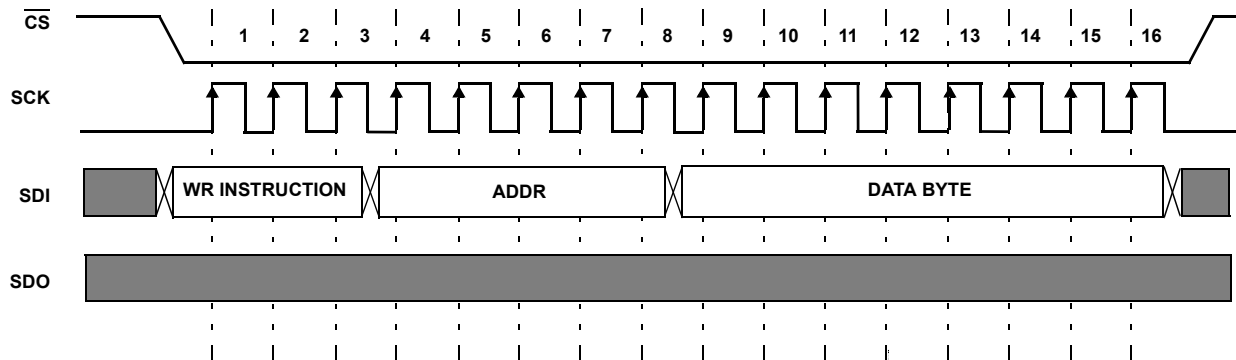 CS
1 2 3 4 5 6 7 8 9 10 11 12 13 14 15 16
SCK
SDI WR INSTRUCTION ADDR DATA BYTE
SDO